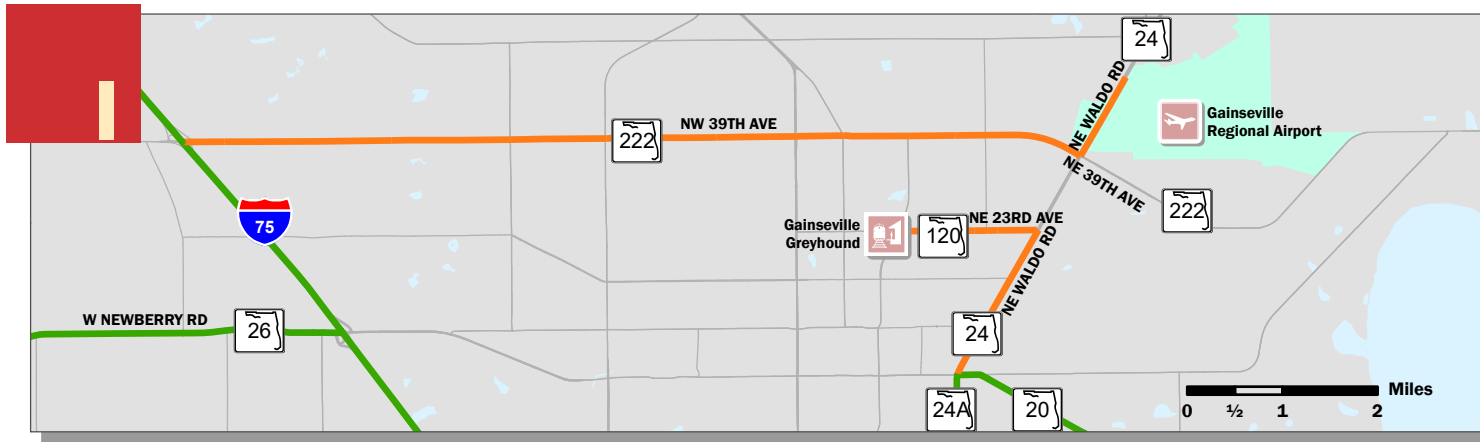 24
NE WALDO RD
Gainseville
Regional Airport
NW 39TH AVE
222
NE 39TH AVE
222
75
Gainseville
Greyhound
120
NE 23RD AVE
NE WALDO RD
W NEWBERRY RD
26
24
24A
20
Miles
0 ½ 1 2